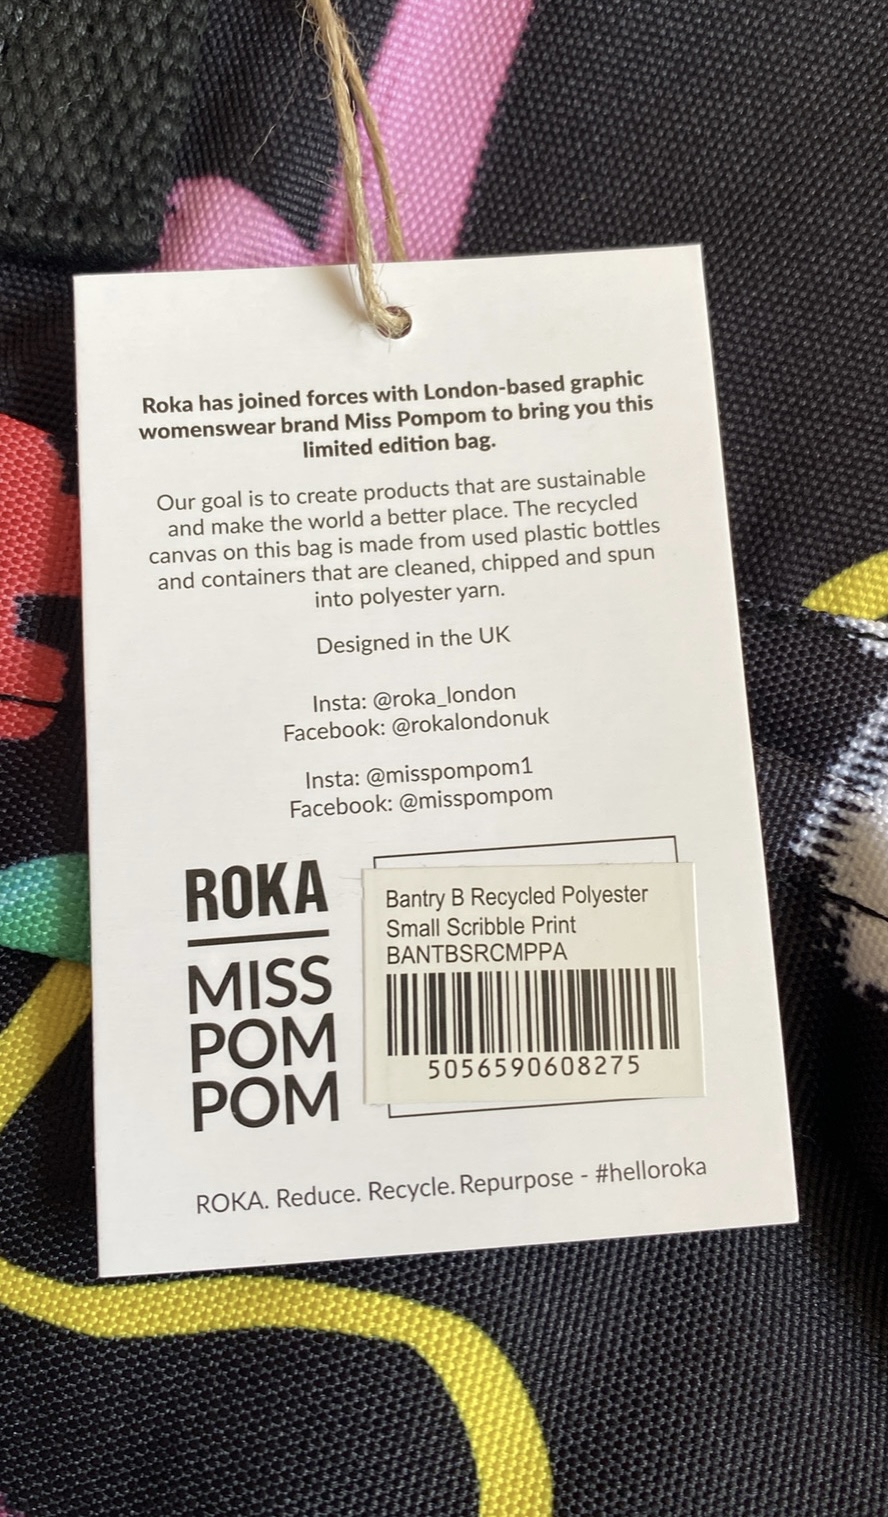 Roka has joined forces with London-based graphic
womenswear brand Miss Pompom to bring you this
limited edition bag.
Our goal is to create products that are sustainable
and make the world a better place. The recycled
canvas on this bag is made from used plastic bottles
and containers that are cleaned, chipped and spun
into polyester yarn.
Designed in the UK
Insta: @roka_london
Facebook: @rokalondonuk
Insta: @misspompom1
Facebook: @misspompom
ROKA
MISS
POM
POM
Bantry B Recycled Polyester
Small Scribble Print
BANTBSRCMPPA
5056590608275
ROKA. Reduce. Recycle. Repurpose - #helloroka